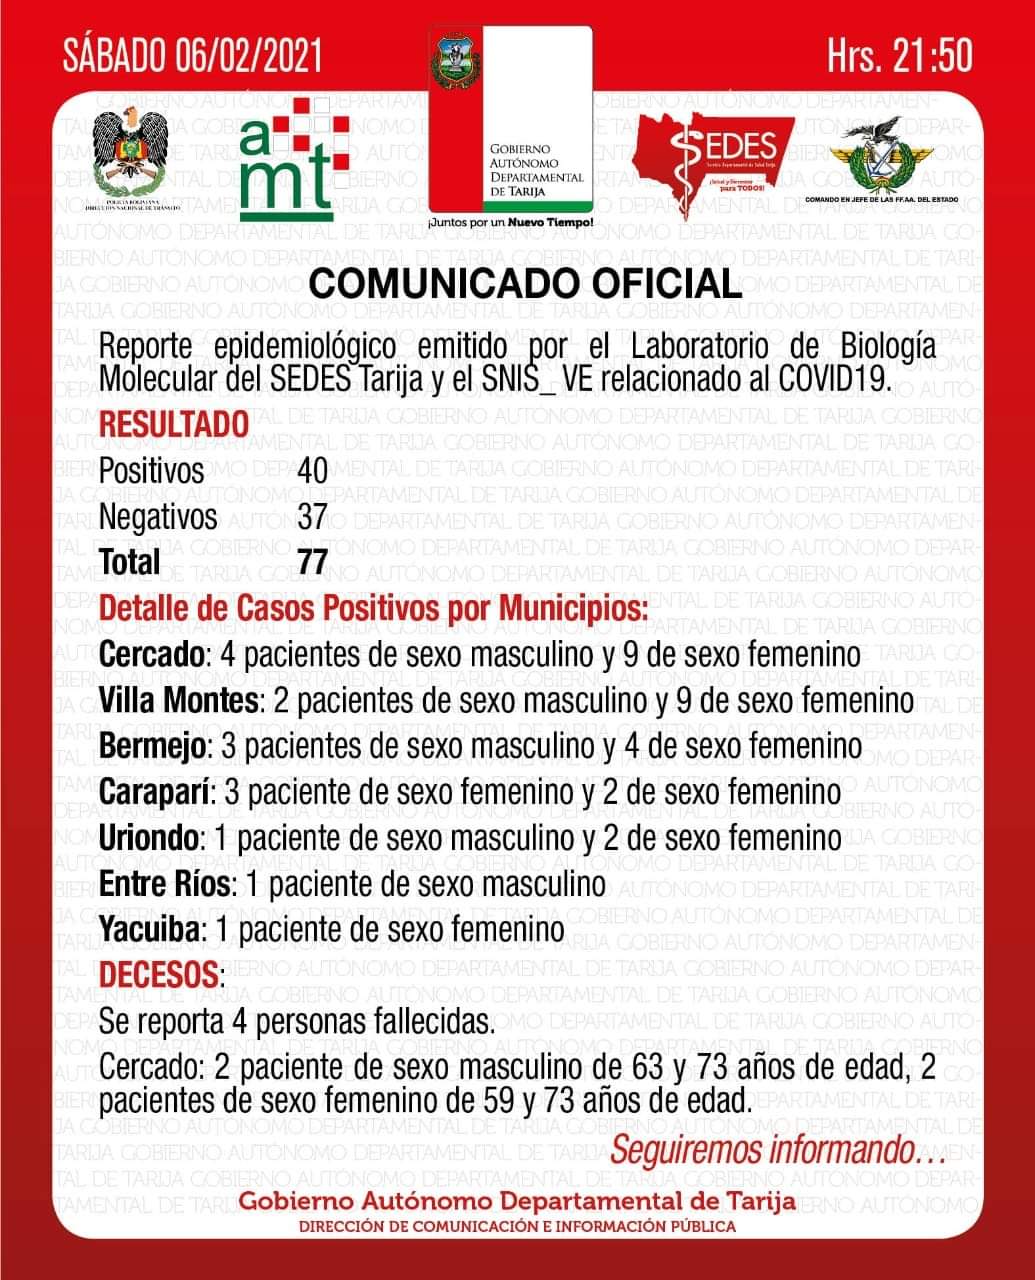 SÁBADO 06/02/2021
Hrs. 21:50
POLICÍA BOLIVIANA
DIRECCIÓN NACIONAL DE TRÁNSITO
amt
GOBIERNO
AUTÓNOMO
DEPARTAMENTAL
DE TARIJA
¡Juntos por un Nuevo Tiempo!
SEDES
Servicio Departamental de Salud Tarija
¡Salud y Bienestar
para TODOS!
COMANDO EN JEFE DE LAS FF.AA. DEL ESTADO
COMUNICADO OFICIAL
Reporte epidemiológico emitido por el Laboratorio de Biología
Molecular del SEDES Tarija y el SNIS_ VE relacionado al COVID19.
RESULTADO
Positivos 40
Negativos 37
Total 77
Detalle de Casos Positivos por Municipios:
Cercado: 4 pacientes de sexo masculino y 9 de sexo femenino
Villa Montes: 2 pacientes de sexo masculino y 9 de sexo femenino
Bermejo: 3 pacientes de sexo masculino y 4 de sexo femenino
Caraparí: 3 paciente de sexo femenino y 2 de sexo femenino
Uriondo: 1 paciente de sexo masculino y 2 de sexo femenino
Entre Ríos: 1 paciente de sexo masculino
Yacuiba: 1 paciente de sexo femenino
DECESOS:
Se reporta 4 personas fallecidas.
Cercado: 2 paciente de sexo masculino de 63 y 73 años de edad, 2
pacientes de sexo femenino de 59 y 73 años de edad.
Seguiremos informando...
Gobierno Autónomo Departamental de Tarija
DIRECCIÓN DE COMUNICACIÓN E INFORMACIÓN PÚBLICA